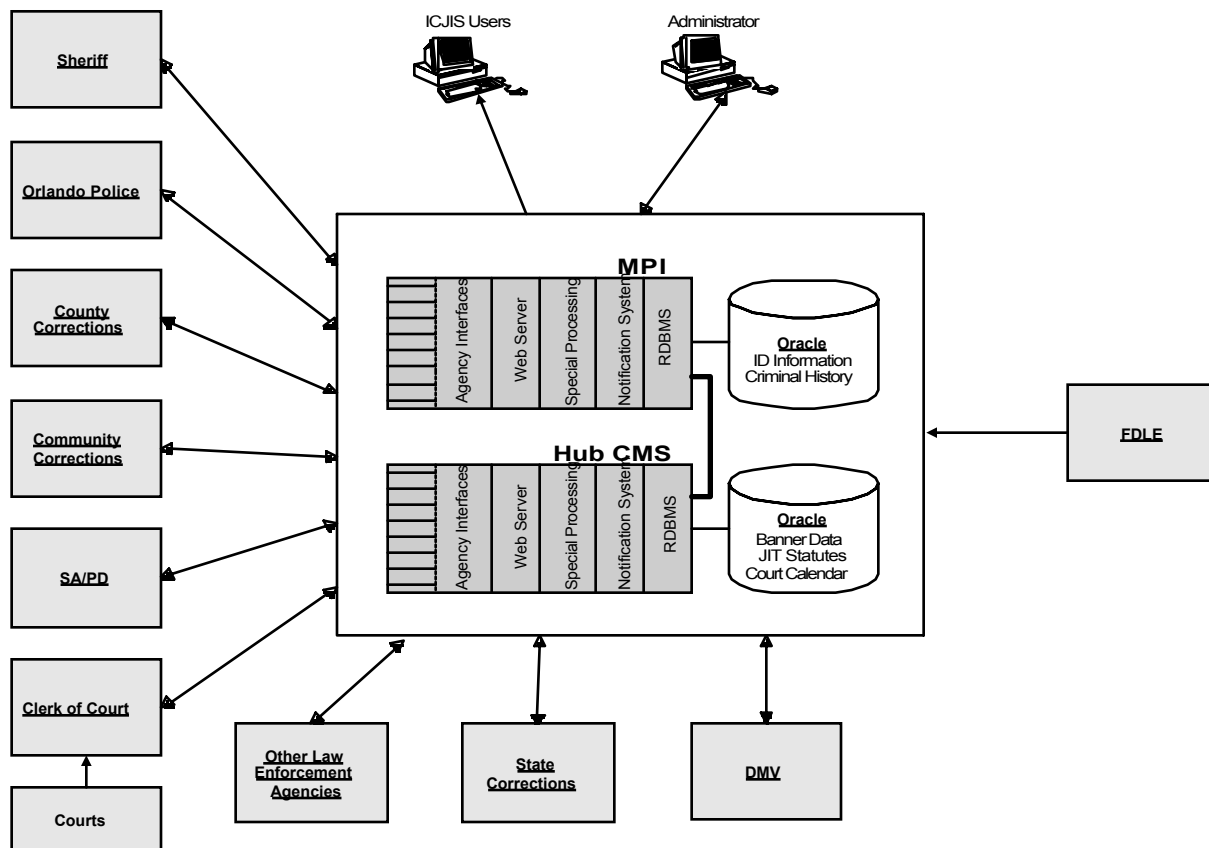 ICJIS Users
Administrator
Sheriff
Orlando Police
County
Corrections
Community
Corrections
SA/PD
Clerk of Court
Courts
MPI
Agency Interfaces
Web Server
Special Processing
Notification System
RDBMS
Oracle
ID Information
Criminal History
Hub CMS
Agency Interfaces
Web Server
Special Processing
Notification System
RDBMS
Oracle
Banner Data
JIT Statutes
Court Calendar
FDLE
Other Law
Enforcement
Agencies
State
Corrections
DMV